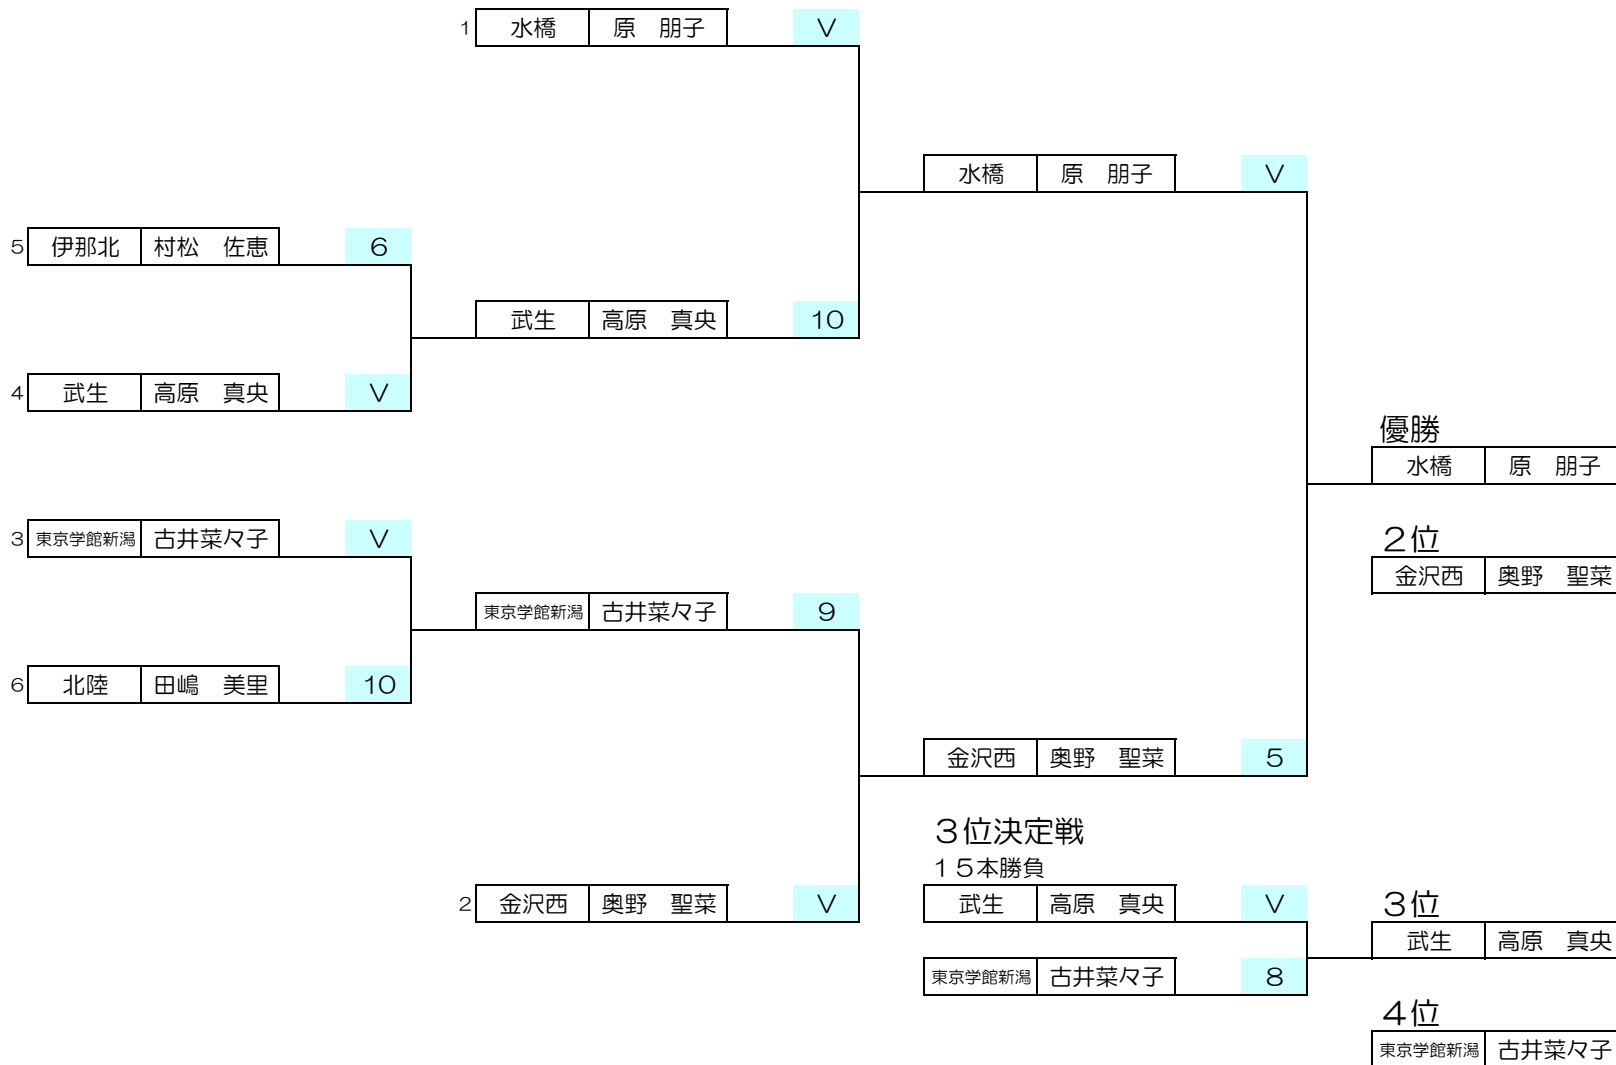 1 水橋 原　朋子 V
水橋 原　朋子 V
5 伊那北 村松　佐恵 6
武生 高原　真央 10
4 武生 高原　真央 V
優勝
水橋 原　朋子
3 東京学館新潟 古井菜々子 V
2位
金沢西 奥野　聖菜
東京学館新潟 古井菜々子 9
6 北陸 田嶋　美里 10
金沢西 奥野　聖菜 5
3位決定戦
15本勝負
2 金沢西 奥野　聖菜 V
武生 高原　真央 V
3位
武生 高原　真央
東京学館新潟 古井菜々子 8
4位
東京学館新潟 古井菜々子